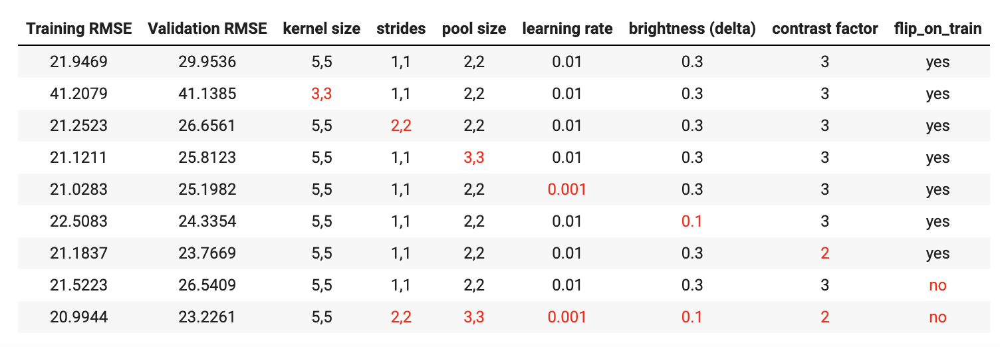 Training RMSE Validation RMSE kernel size strides pool size learning rate brightness (delta) contrast factor flip_on_train
21.9469 29.9536 5,5 1,1 2,2 0.01 0.3 3 yes
41.2079 41.1385 3,3 1,1 2,2 0.01 0.3 3 yes
21.2523 26.6561 5,5 2,2 2,2 0.01 0.3 3 yes
21.1211 25.8123 5,5 1,1 3,3 0.01 0.3 3 yes
21.0283 25.1982 5,5 1,1 2,2 0.001 0.3 3 yes
22.5083 24.3354 5,5 1,1 2,2 0.01 0.1 3 yes
21.1837 23.7669 5,5 1,1 2,2 0.01 0.3 2 yes
21.5223 26.5409 5,5 1,1 2,2 0.01 0.3 3 no
20.9944 23.2261 5,5 2,2 3,3 0.001 0.1 2 no